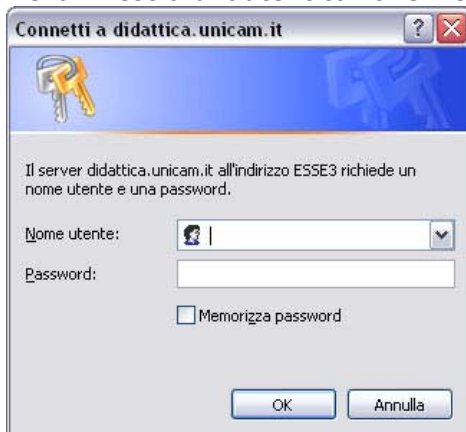 Connetti a didattica.unicam.it
Il server didattica.unicam.it all'indirizzo ESSE3 richiede un
nome utente e una password.
Nome utente:
Password:
Memorizza password
OK
Annulla